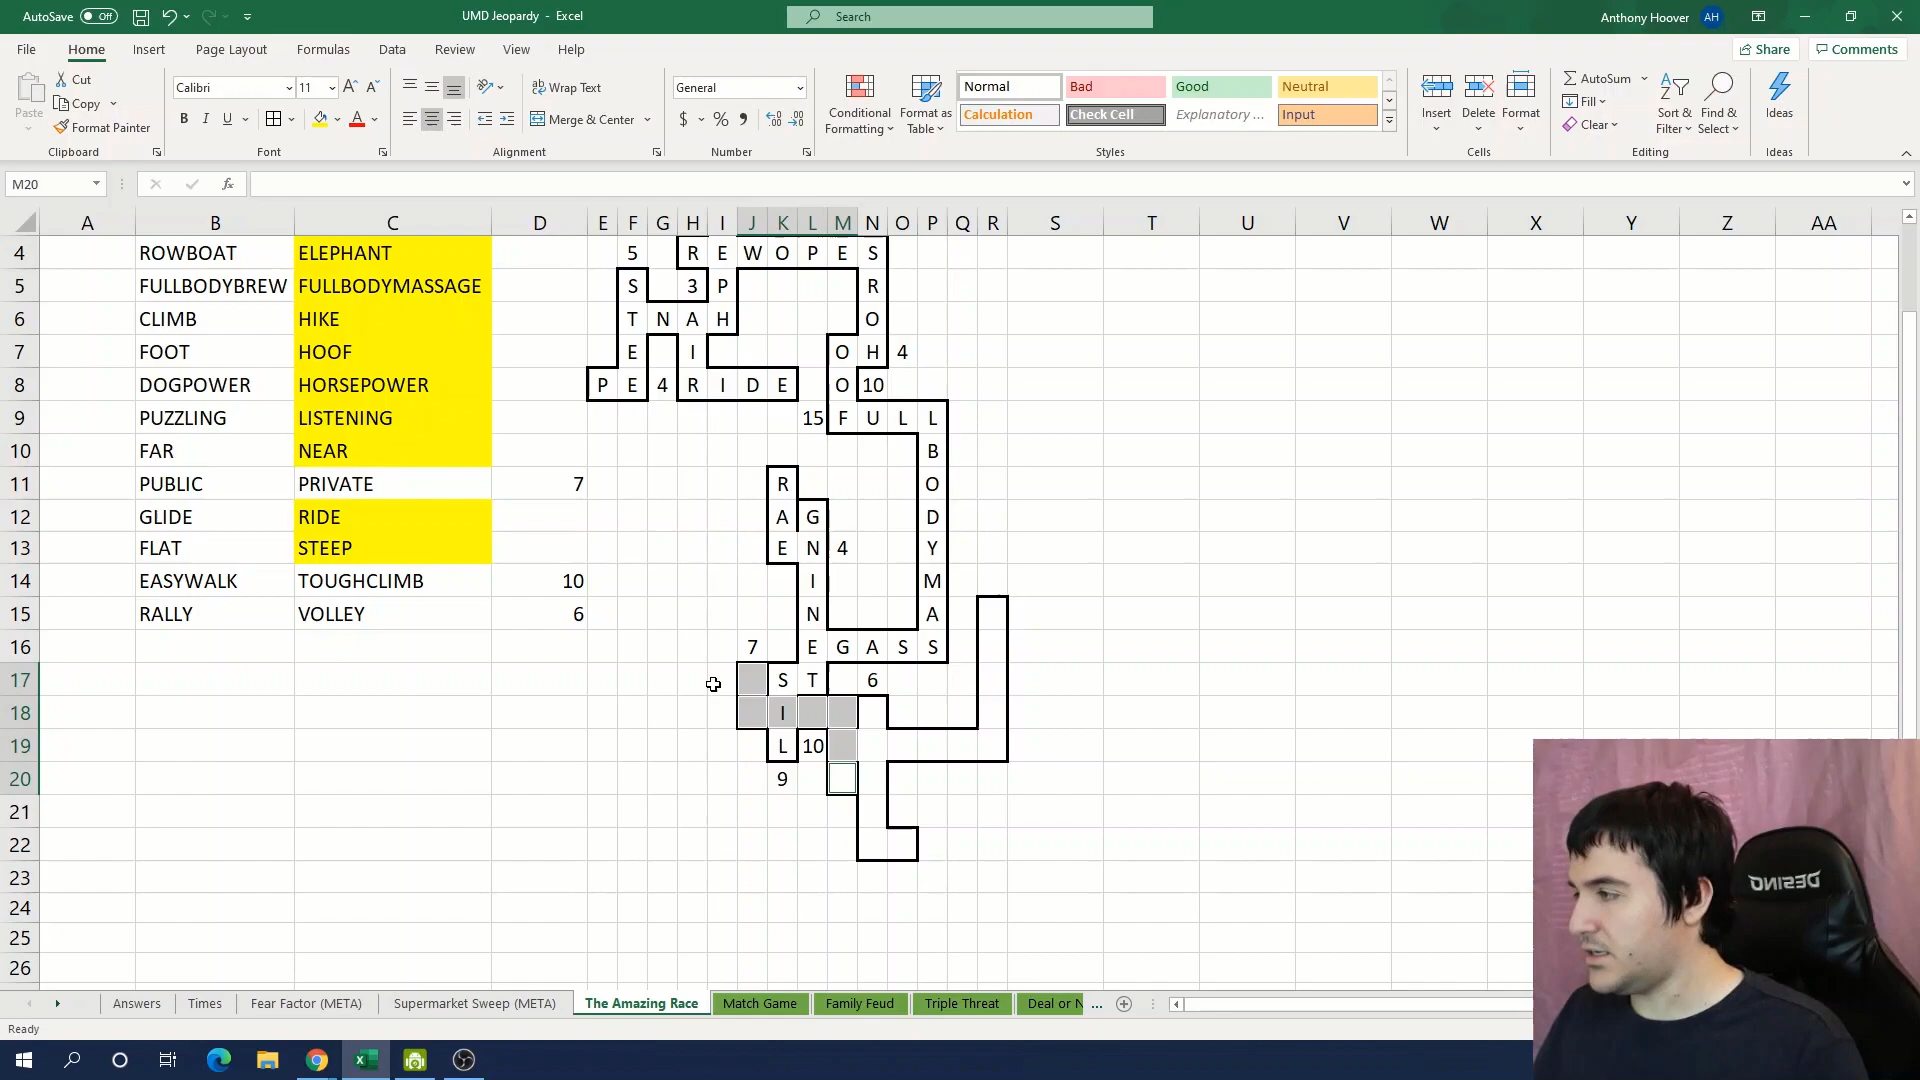 AutoSave Off
UMD Jeopardy - Excel
Search
Anthony Hoover AH
File Home Insert Page Layout Formulas Data Review View Help
Share Comments
Paste Cut Copy Format Painter
Calibri 11 A A
B I U A
ab Wrap Text
Merge & Center
General
$ % 9
Conditional Formatting
Format as Table
Normal Bad Good Neutral
Calculation Check Cell Explanatory ... Input
Insert Delete Format
AutoSum Fill Clear
Sort & Filter Find & Select
Ideas
Clipboard Font Alignment Number Styles Cells Editing Ideas
M20 fx
A B C D E F G H I J K L M N O P Q R S T U V W X Y Z AA
4 ROWBOAT ELEPHANT 5 R E W O P E S
5 FULLBODYBREW FULLBODYMASSAGE S 3 P R
6 CLIMB HIKE T N A H O
7 FOOT HOOF E I O H 4
8 DOGPOWER HORSEPOWER P E 4 R I D E O 10
9 PUZZLING LISTENING 15 F U L L
10 FAR NEAR B
11 PUBLIC PRIVATE 7 R O
12 GLIDE RIDE A G D
13 FLAT STEEP E N 4 Y
14 EASYWALK TOUGHCLIMB 10 I M
15 RALLY VOLLEY 6 N A
16 7 E G A S S
17 S T 6
18 I
19 L 10
20 9
21
22
23
24
25
26
DESINO
Answers Times Fear Factor (META) Supermarket Sweep (META) The Amazing Race Match Game Family Feud Triple Threat Deal or N ...
Ready